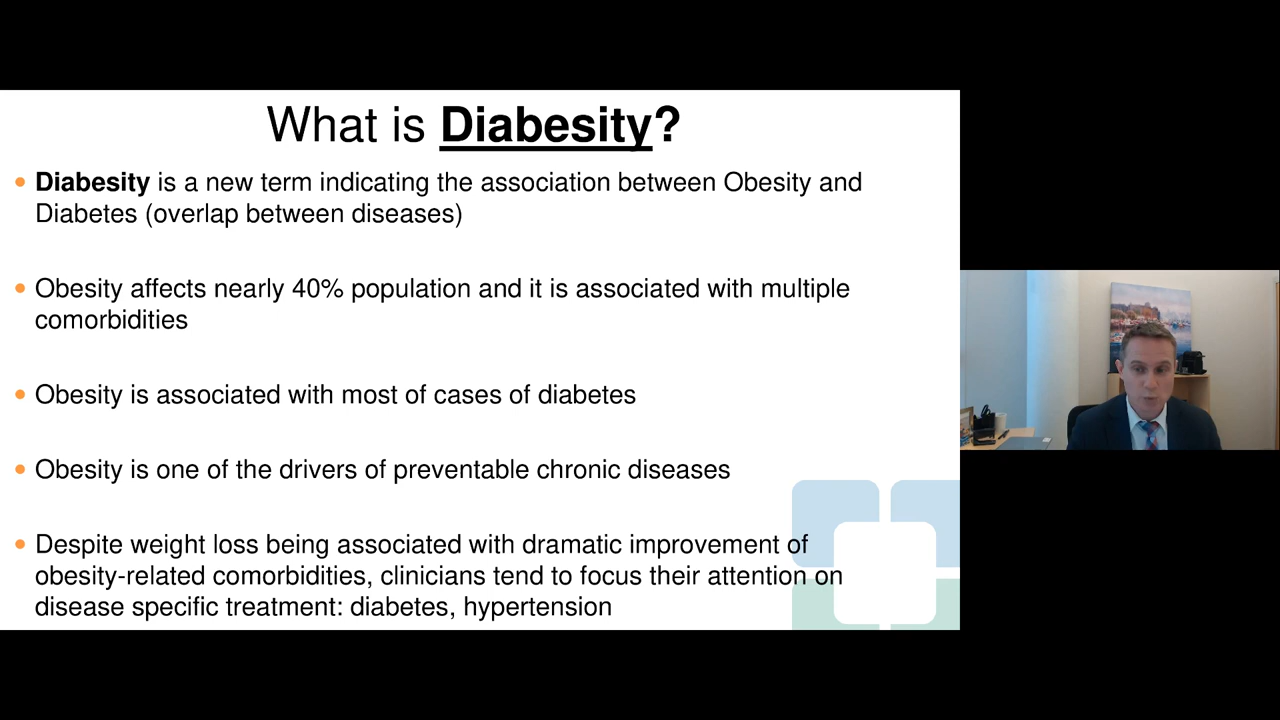 What is Diabesity?
• Diabesity is a new term indicating the association between Obesity and
Diabetes (overlap between diseases)
• Obesity affects nearly 40% population and it is associated with multiple
comorbidities
• Obesity is associated with most of cases of diabetes
• Obesity is one of the drivers of preventable chronic diseases
• Despite weight loss being associated with dramatic improvement of
obesity-related comorbidities, clinicians tend to focus their attention on
disease specific treatment: diabetes, hypertension